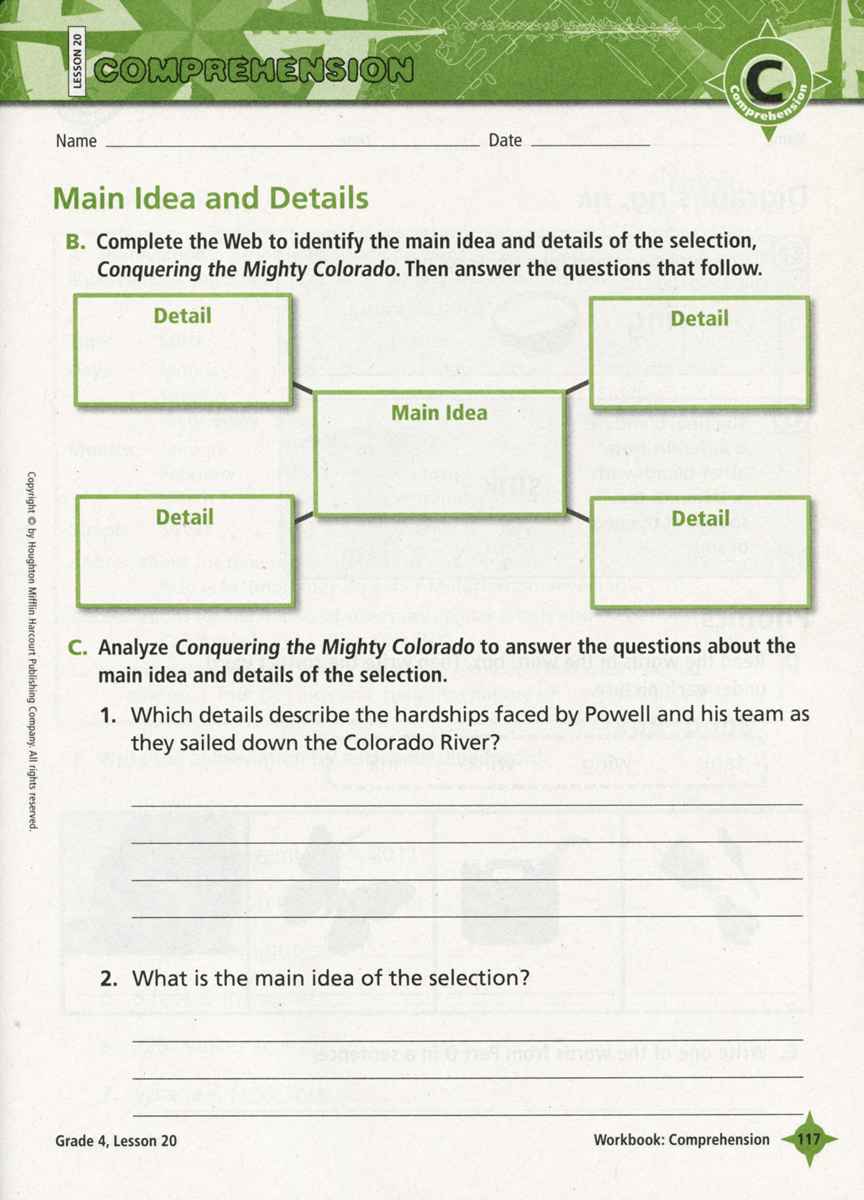 LESSON 20
COMPREHENSION
C
Comprehension
Name Date
Main Idea and Details
B. Complete the Web to identify the main idea and details of the selection,
Conquering the Mighty Colorado. Then answer the questions that follow.
Detail
Detail
Main Idea
Detail
Detail
C. Analyze Conquering the Mighty Colorado to answer the questions about the
main idea and details of the selection.
1. Which details describe the hardships faced by Powell and his team as
they sailed down the Colorado River?
2. What is the main idea of the selection?
Copyright © by Houghton Mifflin Harcourt Publishing Company. All rights reserved.
Grade 4, Lesson 20
Workbook: Comprehension 117